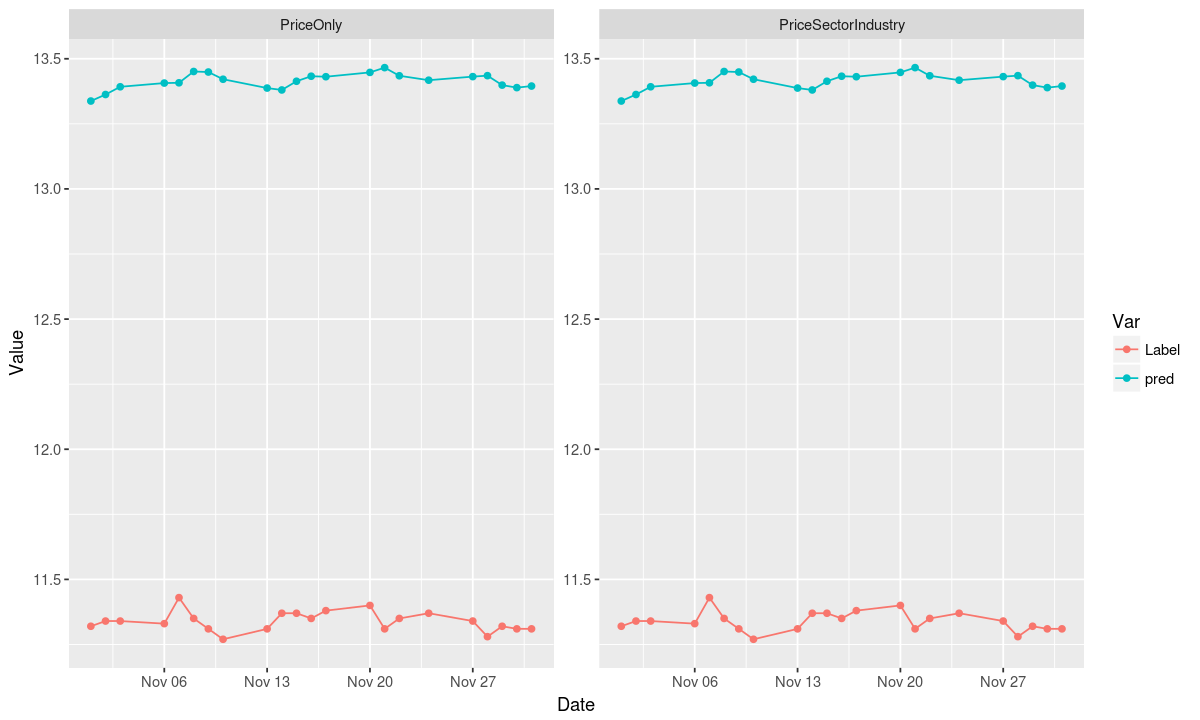 PriceOnly
PriceSectorIndustry
13.5
13.0
12.5
12.0
11.5
13.5
13.0
12.5
12.0
11.5
Value
Nov 06
Nov 13
Nov 20
Nov 27
Nov 06
Nov 13
Nov 20
Nov 27
Date
Var
Label
pred